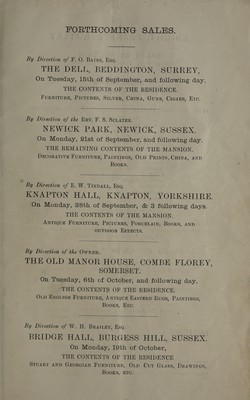 FORTHCOMING SALES.
By Direction of F. O. Bates, Esq.
THE DELL, BEDDINGTON, SURREY,
On Tuesday, 15th of September, and following day.
THE CONTENTS OF THE RESIDENCE.
Furniture, Pictures, Silver, China, Guns, Cigars, Etc.
By Direction of the Rev. F. S. Sclater.
NEWICK PARK, NEWICK, SUSSEX.
On Monday, 21st of September, and following day.
THE REMAINING CONTENTS OF THE MANSION.
Decorative Furniture, Paintings, Old Prints, China, and
Books.
By Direction of E. W. Tindall, Esq.
KNAPTON HALL, KNAPTON, YORKSHIRE.
On Monday, 28th of September, & 3 following days.
THE CONTENTS OF THE MANSION.
Antique Furniture, Pictures, Porcelain, Books, and
outdoor Effects.
By Direction of the Owner.
THE OLD MANOR HOUSE, COMBE FLOREY,
SOMERSET.
On Tuesday, 6th of October, and following day.
THE CONTENTS OF THE RESIDENCE.
Old English Furniture, Antique Eastern Rugs, Paintings,
Books, Etc.
By Direction of W. H. Brailey, Esq.
BRIDGE HALL, BURGESS HILL, SUSSEX.
On Monday, 19th of October,
THE CONTENTS OF THE RESIDENCE
Stuart and Georgian Furniture, Old Cut Glass, Drawings,
Books, etc.